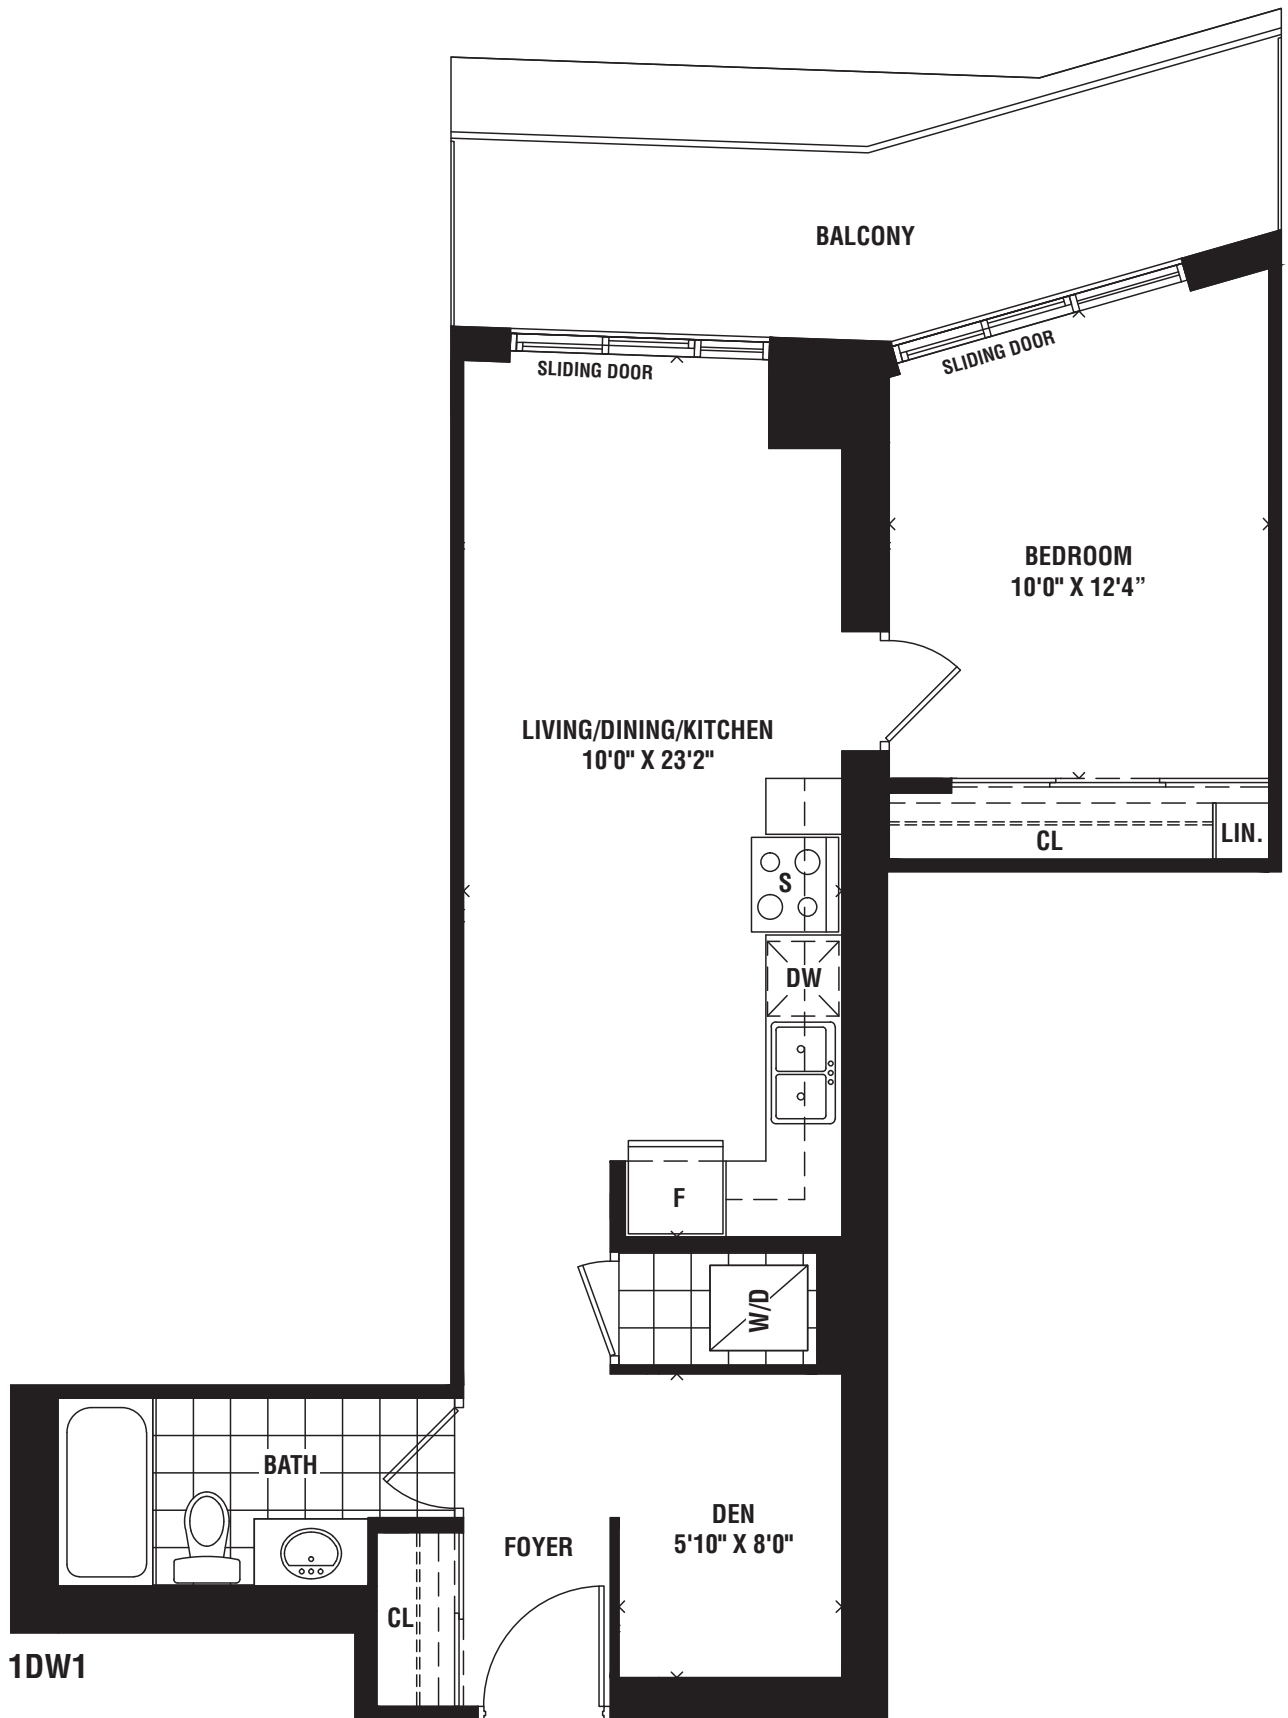 BALCONY
SLIDING DOOR
SLIDING DOOR
BEDROOM
10'0" X 12'4”
LIVING/DINING/KITCHEN
10'0" X 23'2"
CL
LIN.
S
DW
F
W/D
BATH
DEN
5'10" X 8'0"
FOYER
CL
1DW1